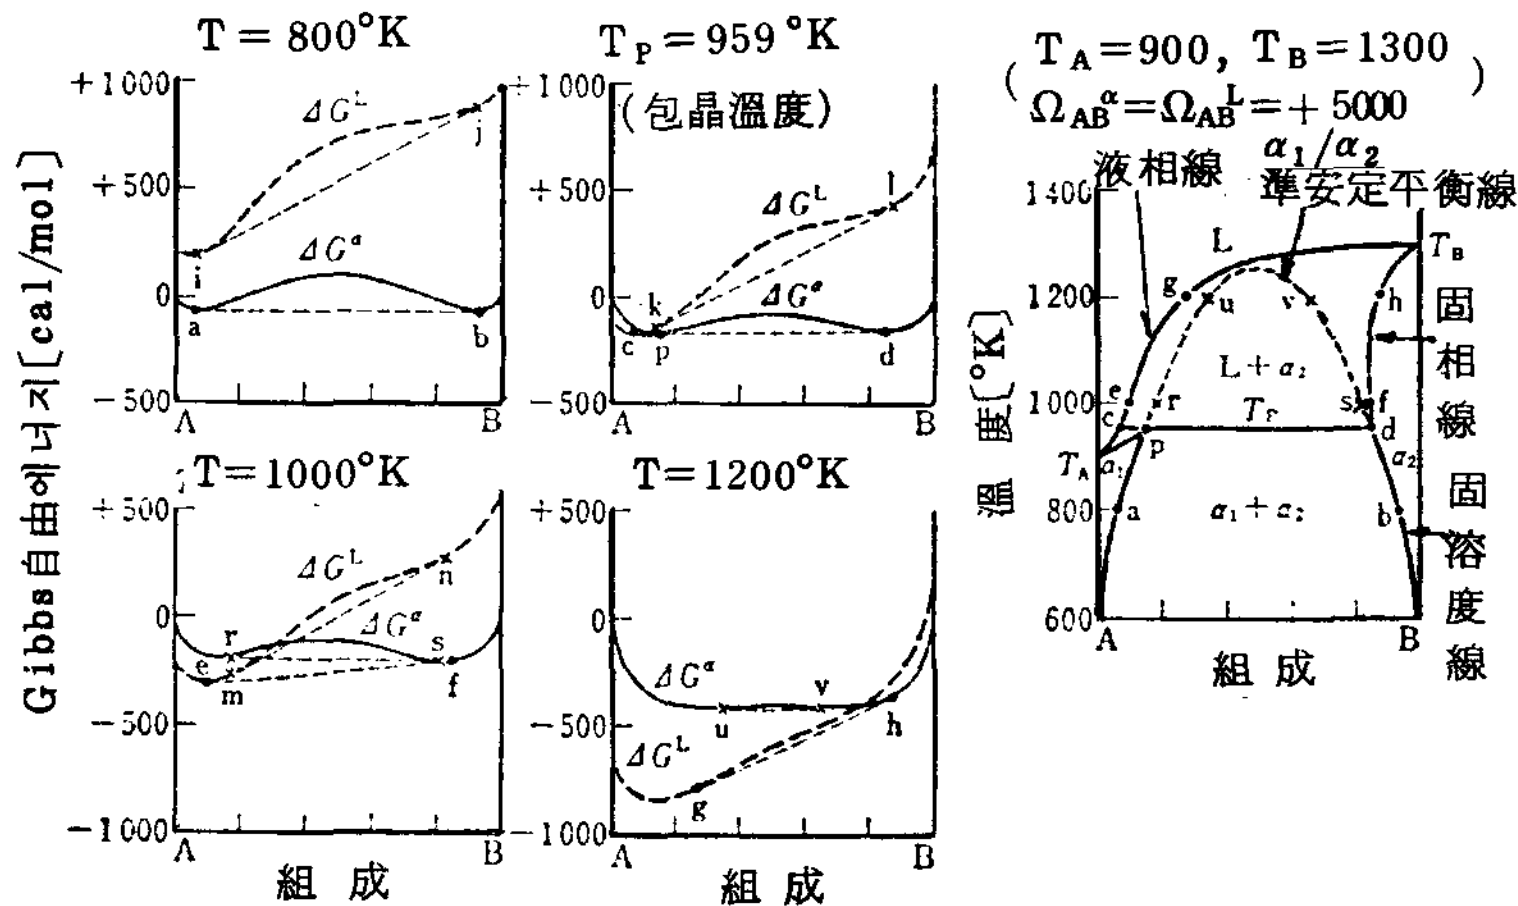 T = 800°K
Gibbs自由에너지[cal/mol]
+1000
+500
0
−500
ΔG^L
ΔG^α
i
j
a
b
A
B
T_P = 959 °K
(包晶溫度)
+1000
+500
0
−500
ΔG^L
ΔG^α
k
l
c
p
d
A
B
T = 1000°K
+500
0
−500
−1000
ΔG^L
ΔG^α
n
r
s
e
m
f
A
B
組成
T = 1200°K
+500
0
−500
−1000
ΔG^α
ΔG^L
u
v
h
g
A
B
組成
(T_A = 900, T_B = 1300
Ω_AB^α = Ω_AB^L = + 5000)
液相線
α₁/α₂
準安定平衡線
溫度[°K]
1400
1200
1000
800
600
L
T_B
g
u
v
h
固相線
L + α₂
e
r
s
f
c
T_P
p
d
T_A
α₁
α₂
a
α₁ + α₂
b
固溶度線
A
B
組成